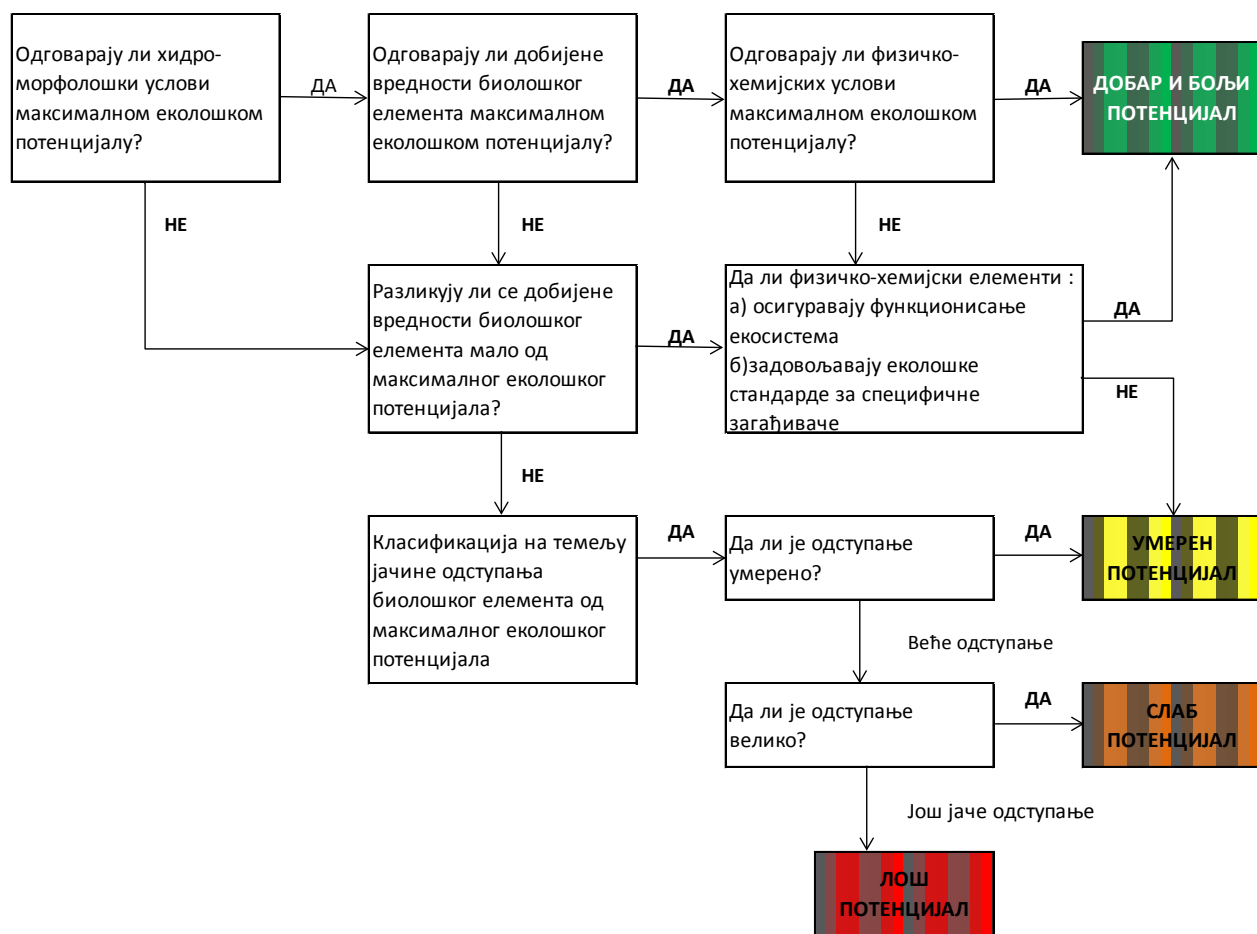 Одговарају ли хидро-
морфолошки услови
максималном еколошком
потенцијалу?
ДА
Одговарају ли добијене
вредности биолошког
елемента максималном
еколошком потенцијалу?
ДА
Одговарају ли физичко-
хемијских услови
максималном еколошком
потенцијалу?
ДА
ДОБАР И БОЉИ
ПОТЕНЦИЈАЛ
НЕ
НЕ
НЕ
Разликују ли се добијене
вредности биолошког
елемента мало од
максималног еколошког
потенцијала?
ДА
Да ли физичко-хемијски елементи :
а) осигуравају функционисање
екосистема
б)задовољавају еколошке
стандарде за специфичне
загађиваче
ДА
НЕ
НЕ
Класификација на темељу
јачине одступања
биолошког елемента од
максималног еколошког
потенцијала
ДА
Да ли је одступање
умерено?
ДА
УМЕРЕН
ПОТЕНЦИЈАЛ
Веће одступање
Да ли је одступање
велико?
ДА
СЛАБ
ПОТЕНЦИЈАЛ
Још јаче одступање
ЛОШ
ПОТЕНЦИЈАЛ